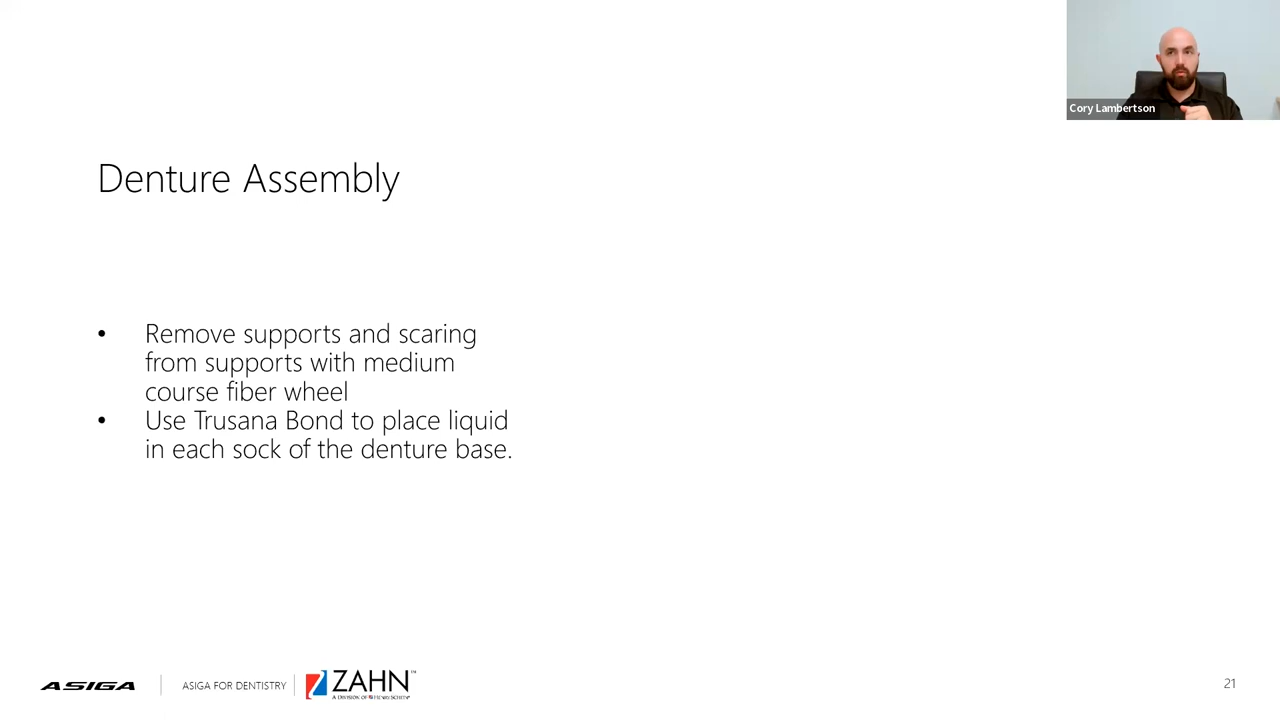 Cory Lambertson
Denture Assembly
• Remove supports and scaring
from supports with medium
course fiber wheel
• Use Trusana Bond to place liquid
in each sock of the denture base.
ASIGA
ASIGA FOR DENTISTRY
ZAHN™
A DIVISION OF HENRY SCHEIN®
21